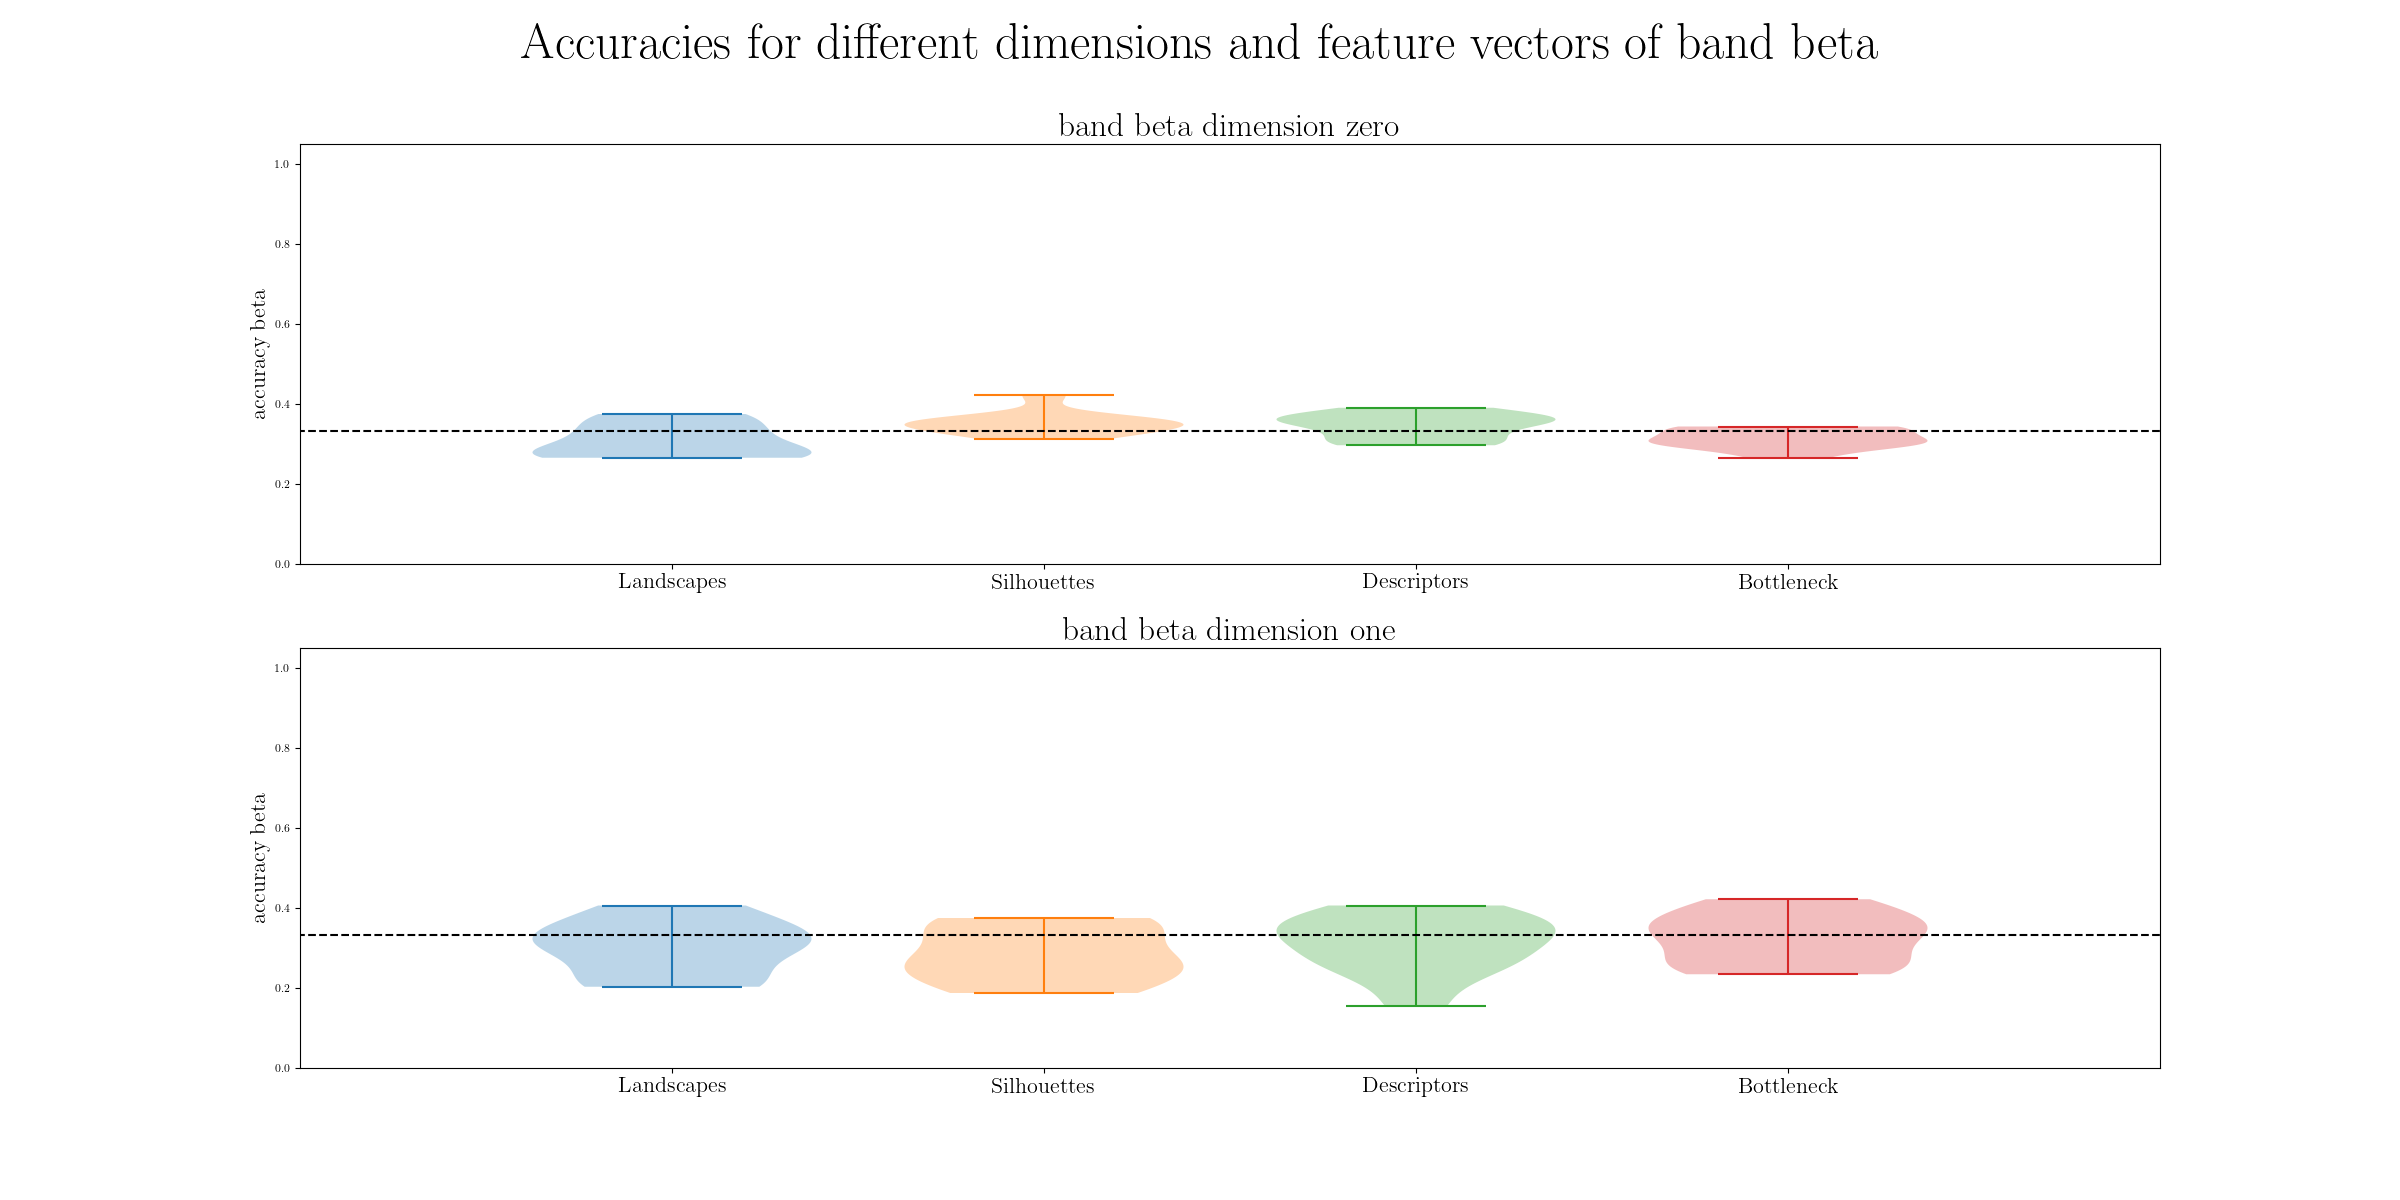 Accuracies for different dimensions and feature vectors of band beta
band beta dimension zero
1.0
0.8
0.6
0.4
0.2
0.0
accuracy beta
Landscapes Silhouettes Descriptors Bottleneck
band beta dimension one
1.0
0.8
0.6
0.4
0.2
0.0
accuracy beta
Landscapes Silhouettes Descriptors Bottleneck